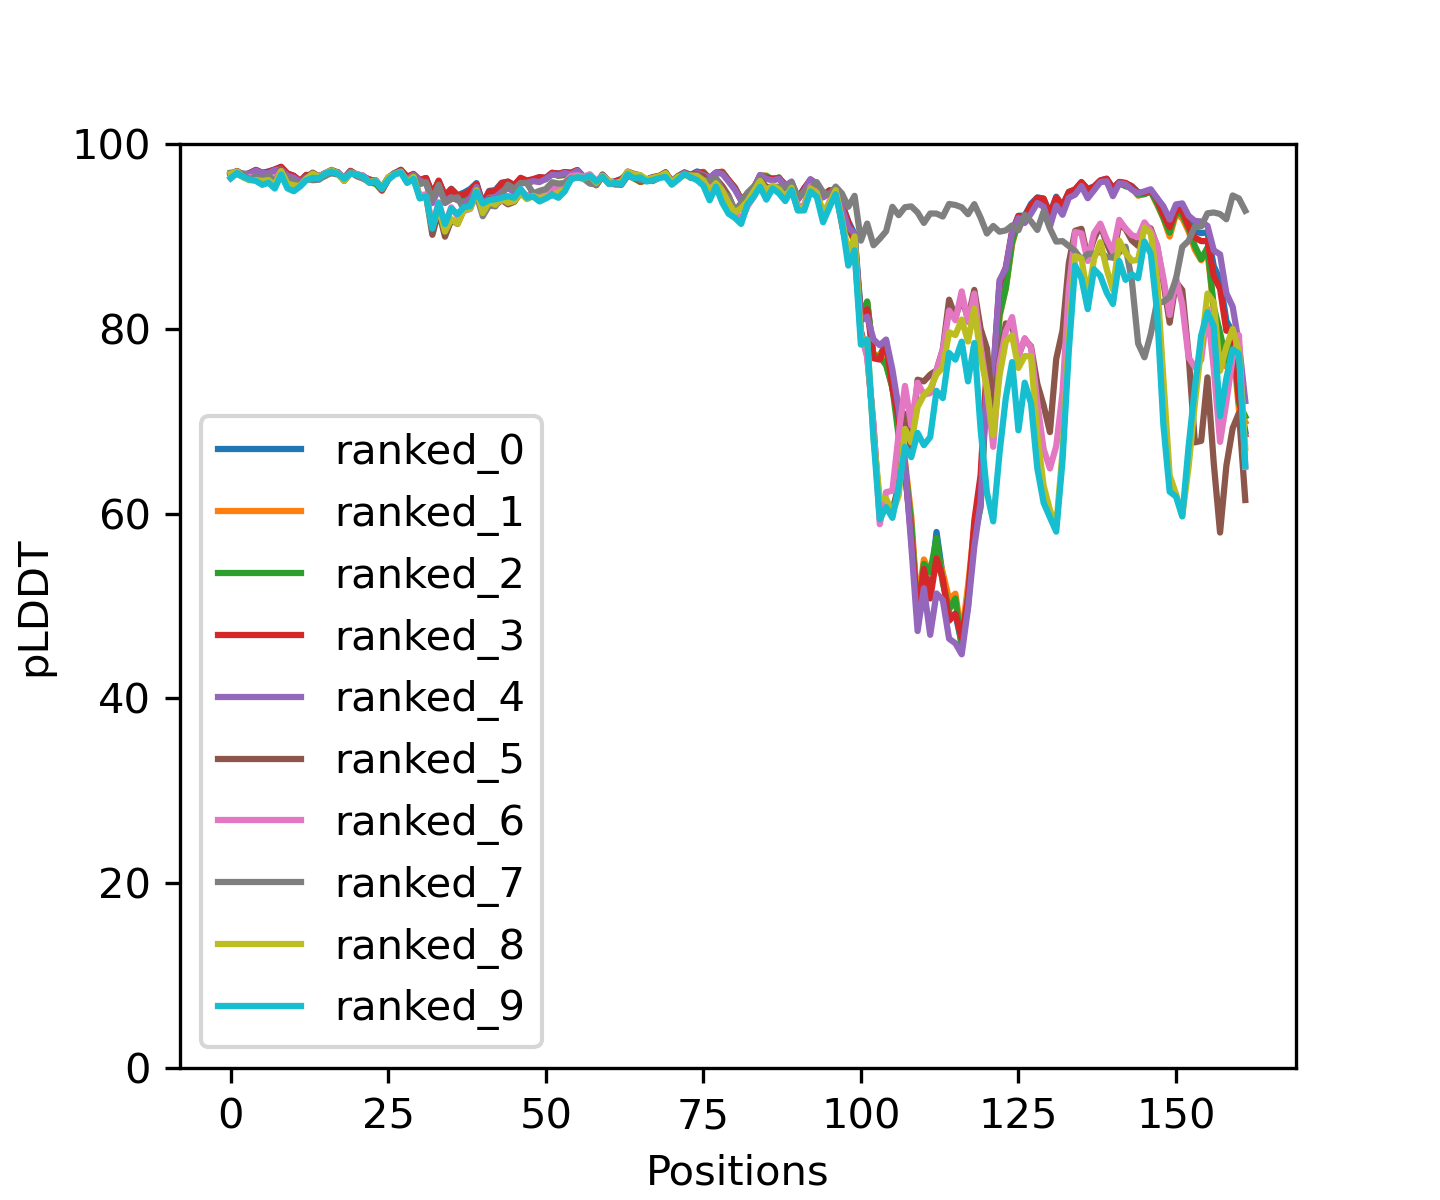 100
80
60
40
20
0
pLDDT
ranked_0
ranked_1
ranked_2
ranked_3
ranked_4
ranked_5
ranked_6
ranked_7
ranked_8
ranked_9
0 25 50 75 100 125 150
Positions